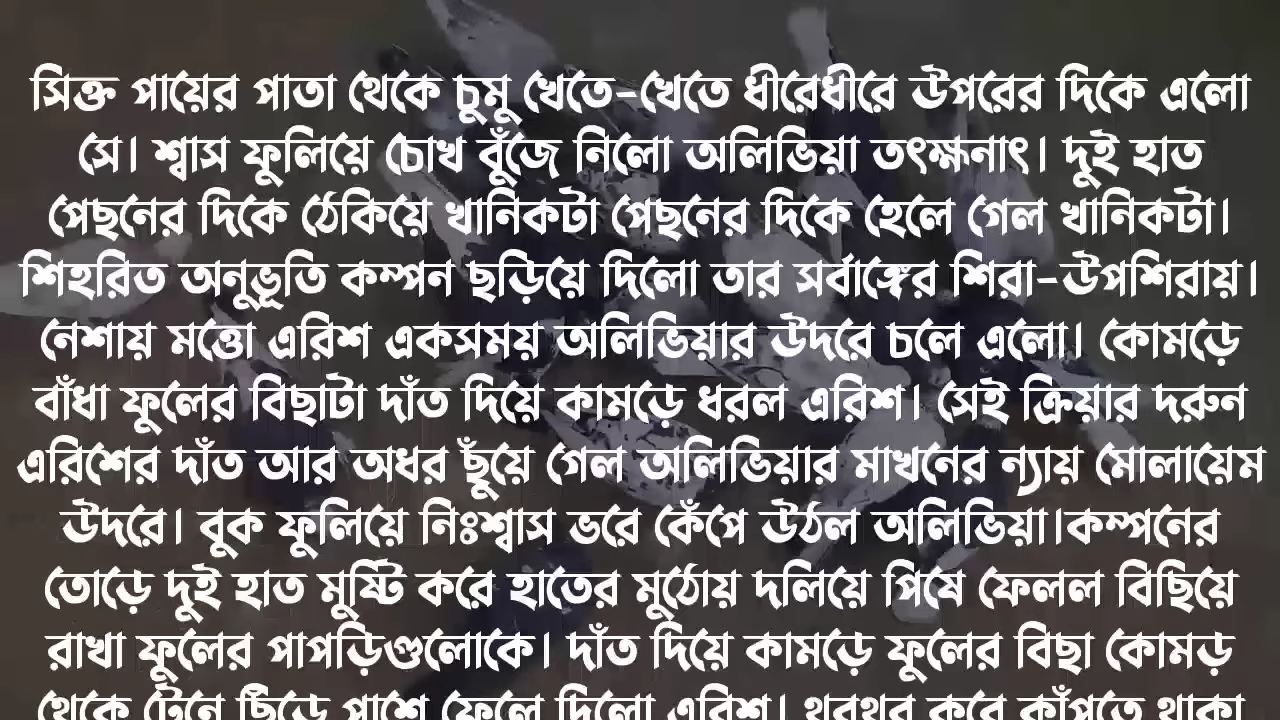 সিক্ত পায়ের পাতা থেকে চুমু খেতে-খেতে ধীরেধীরে উপরের দিকে এলো
সে। শ্বাস ফুলিয়ে চোখ বুঁজে নিলো অলিভিয়া তৎক্ষনাৎ। দুই হাত
পেছনের দিকে ঠেকিয়ে খানিকটা পেছনের দিকে হেলে গেল খানিকটা।
শিহরিত অনুভূতি কম্পন ছড়িয়ে দিলো তার সর্বাঙ্গের শিরা-উপশিরায়।
নেশায় মত্তো এরিশ একসময় অলিভিয়ার উদরে চলে এলো। কোমড়ে
বাঁধা ফুলের বিছাটা দাঁত দিয়ে কামড়ে ধরল এরিশ। সেই ক্রিয়ার দরুন
এরিশের দাঁত আর অধর ছুঁয়ে গেল অলিভিয়ার মাখনের ন্যায় মোলায়েম
উদরে। বুক ফুলিয়ে নিঃশ্বাস ভরে কেঁপে উঠল অলিভিয়া।কম্পনের
তোড়ে দুই হাত মুষ্টি করে হাতের মুঠোয় দলিয়ে পিষে ফেলল বিছিয়ে
রাখা ফুলের পাপড়িগুলোকে। দাঁত দিয়ে কামড়ে ফুলের বিছা কোমড়
থেকে টেনে ছিঁড়ে পাশে ফেলে দিলো এরিশ। থরথর করে কাঁপতে থাকা